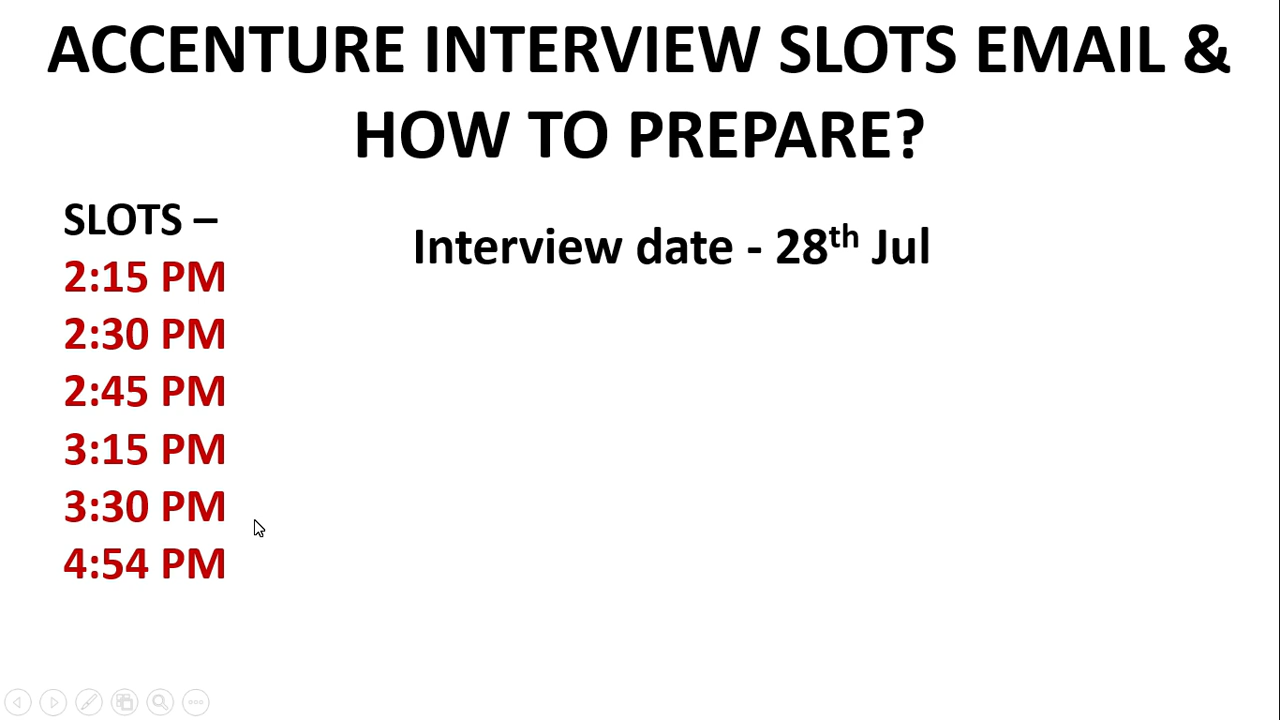 ACCENTURE INTERVIEW SLOTS EMAIL &
HOW TO PREPARE?
SLOTS –
2:15 PM
2:30 PM
2:45 PM
3:15 PM
3:30 PM
4:54 PM
Interview date - 28th Jul